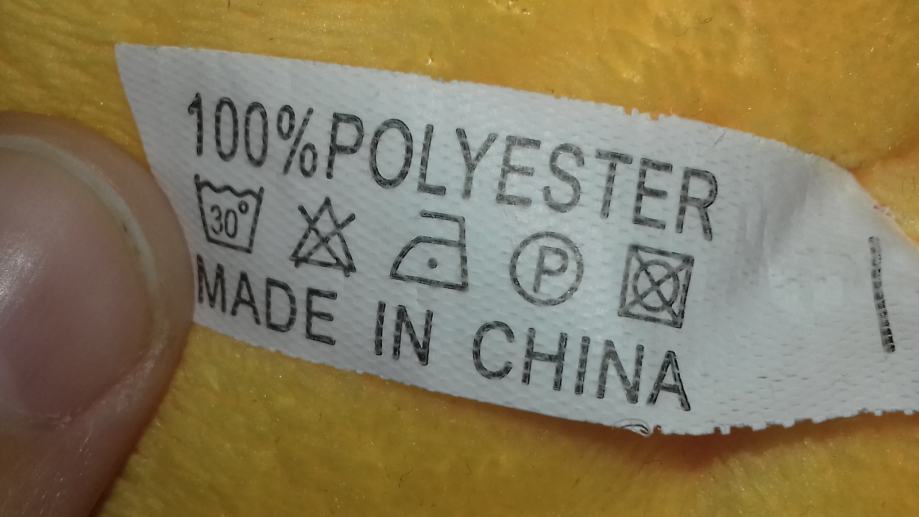 100%POLYESTER
30° P
MADE IN CHINA